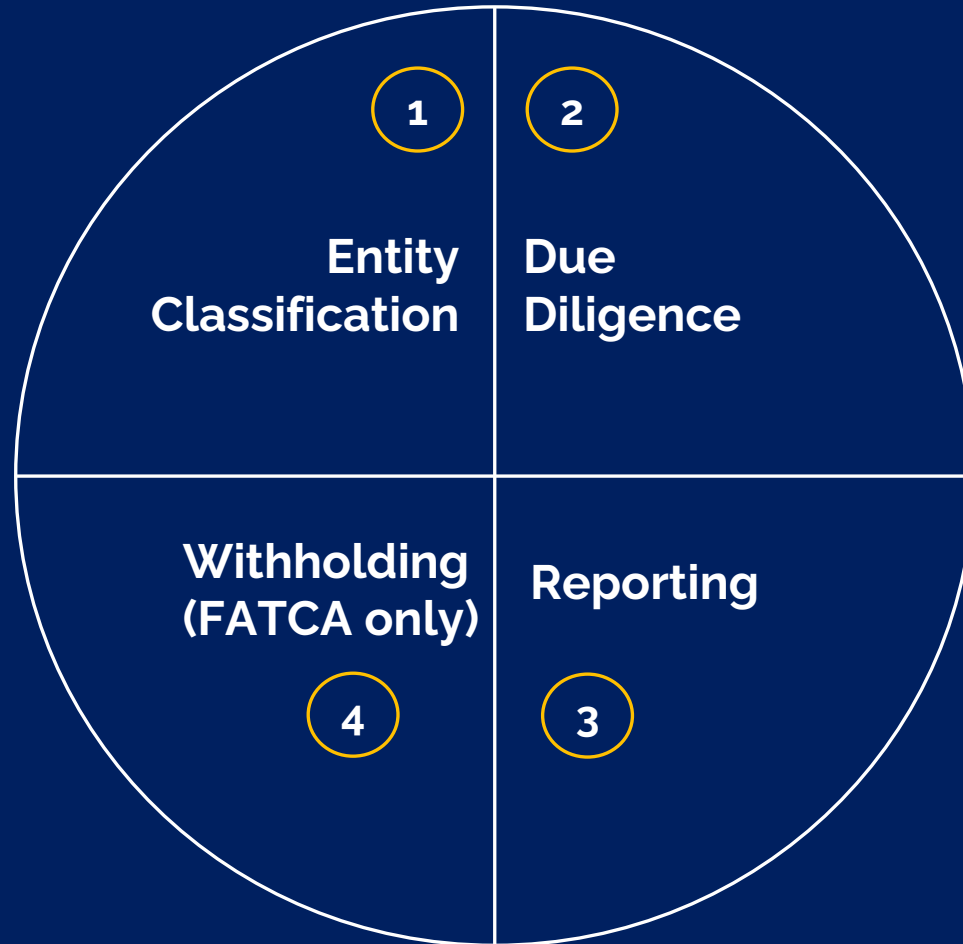 1
Entity
Classification
2
Due
Diligence
Reporting
3
Withholding
(FATCA only)
4